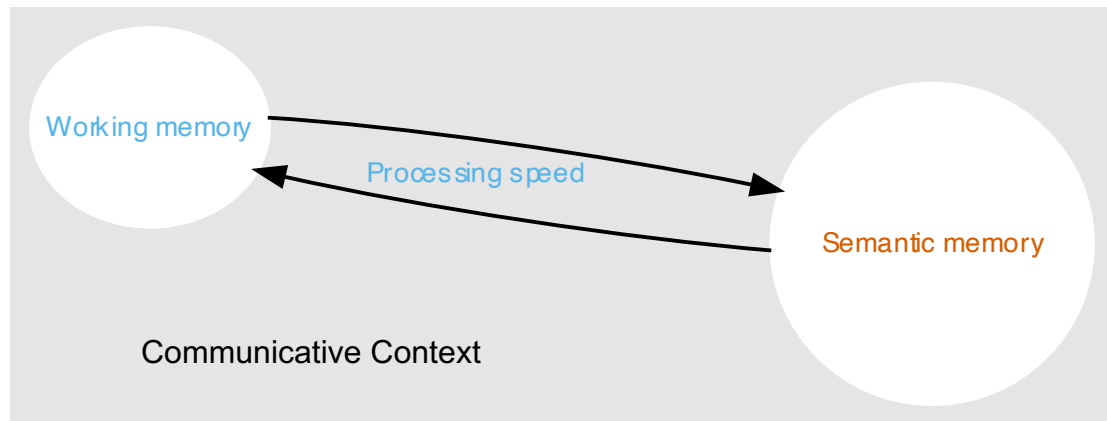 Working memory
Processing speed
Semantic memory
Communicative Context